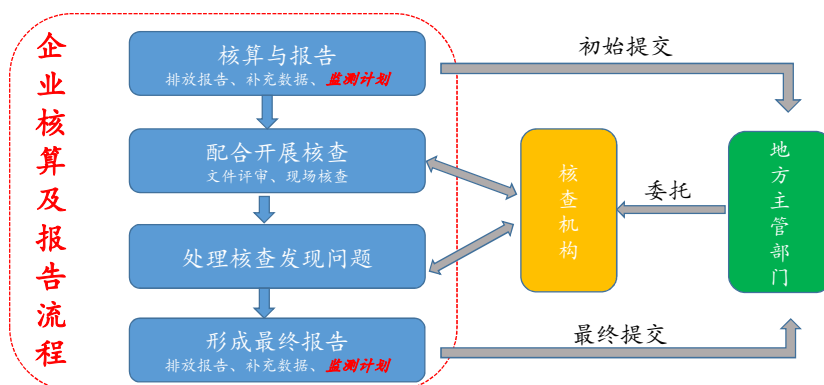 企业核算及报告流程
核算与报告
排放报告、补充数据、监测计划
初始提交
配合开展核查
文件评审、现场核查
核查机构
委托
地方主管部门
处理核查发现问题
形成最终报告
排放报告、补充数据、监测计划
最终提交